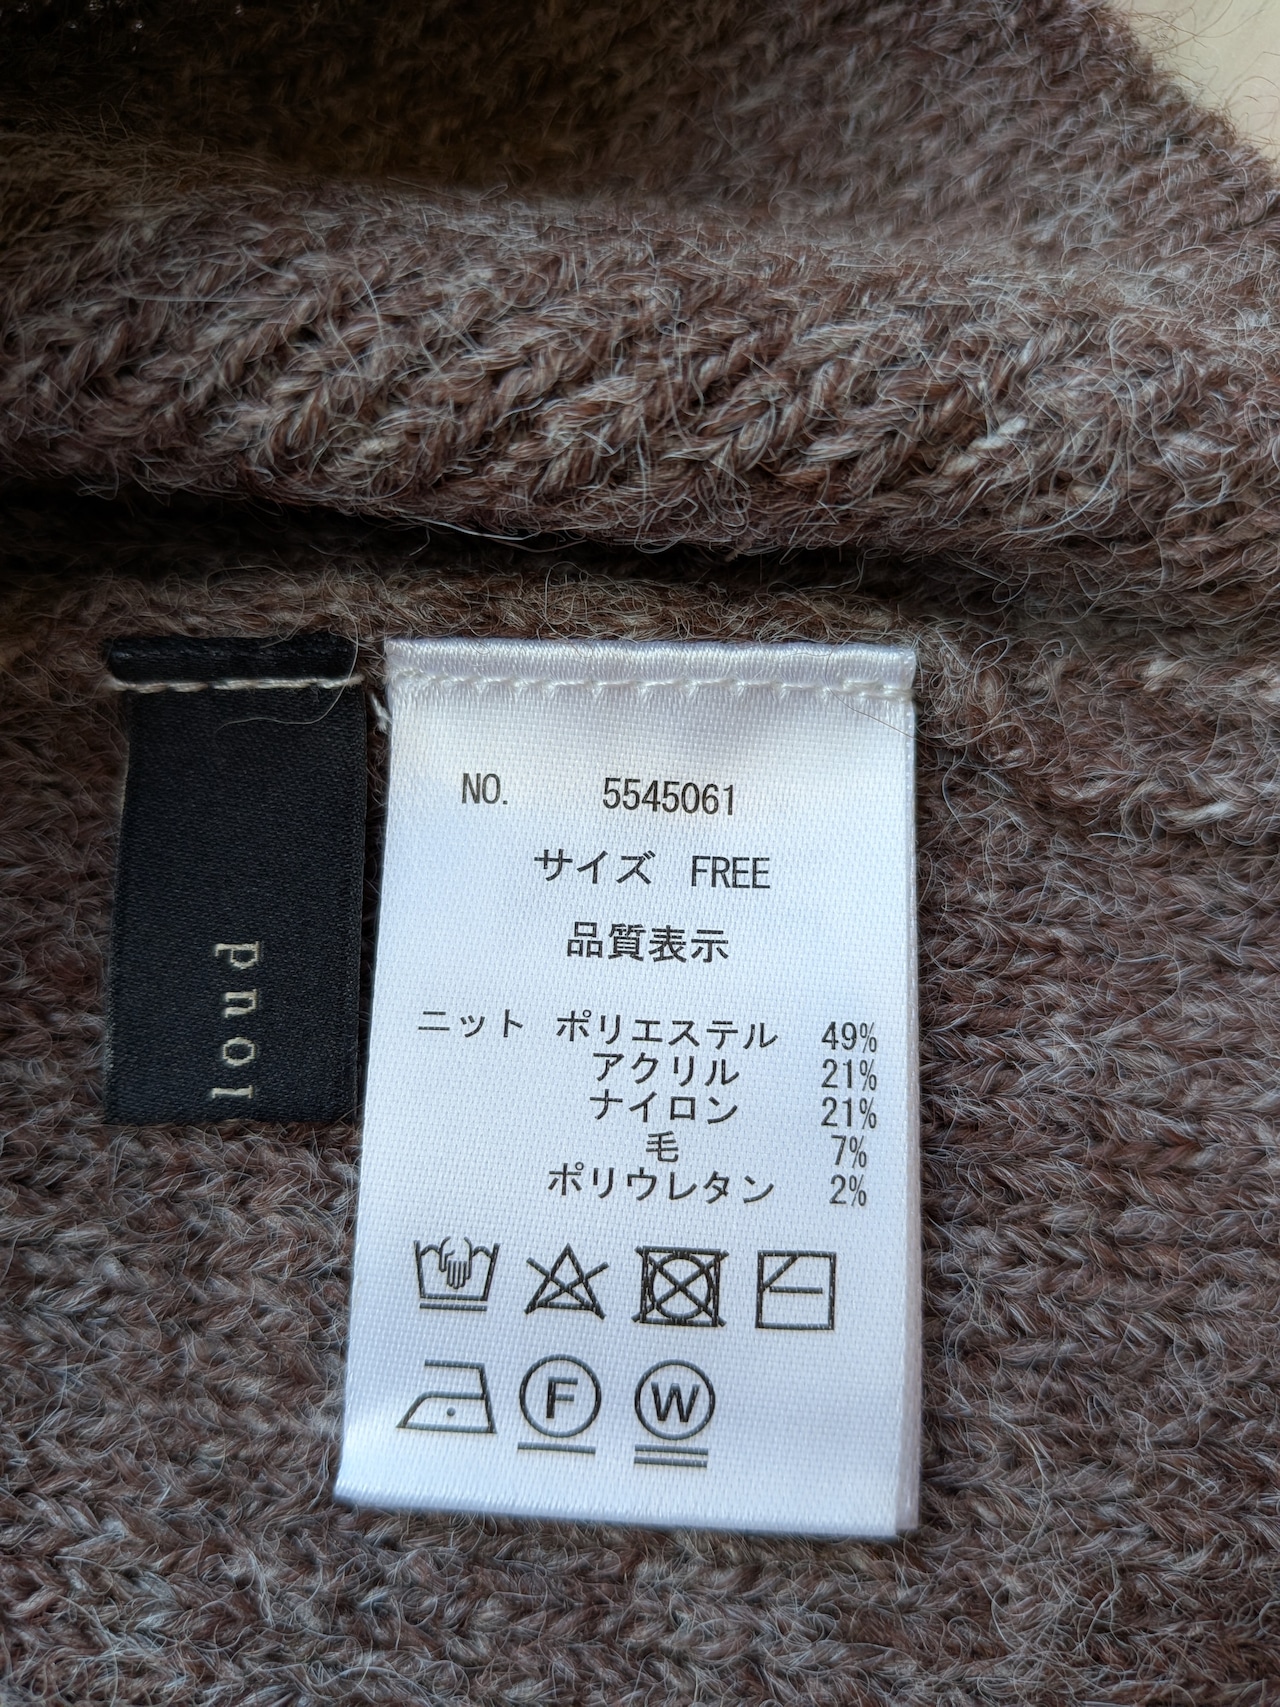 pnol
NO. 5545061
サイズ FREE
品質表示
ニット ポリエステル 49%
アクリル 21%
ナイロン 21%
毛 7%
ポリウレタン 2%
F W